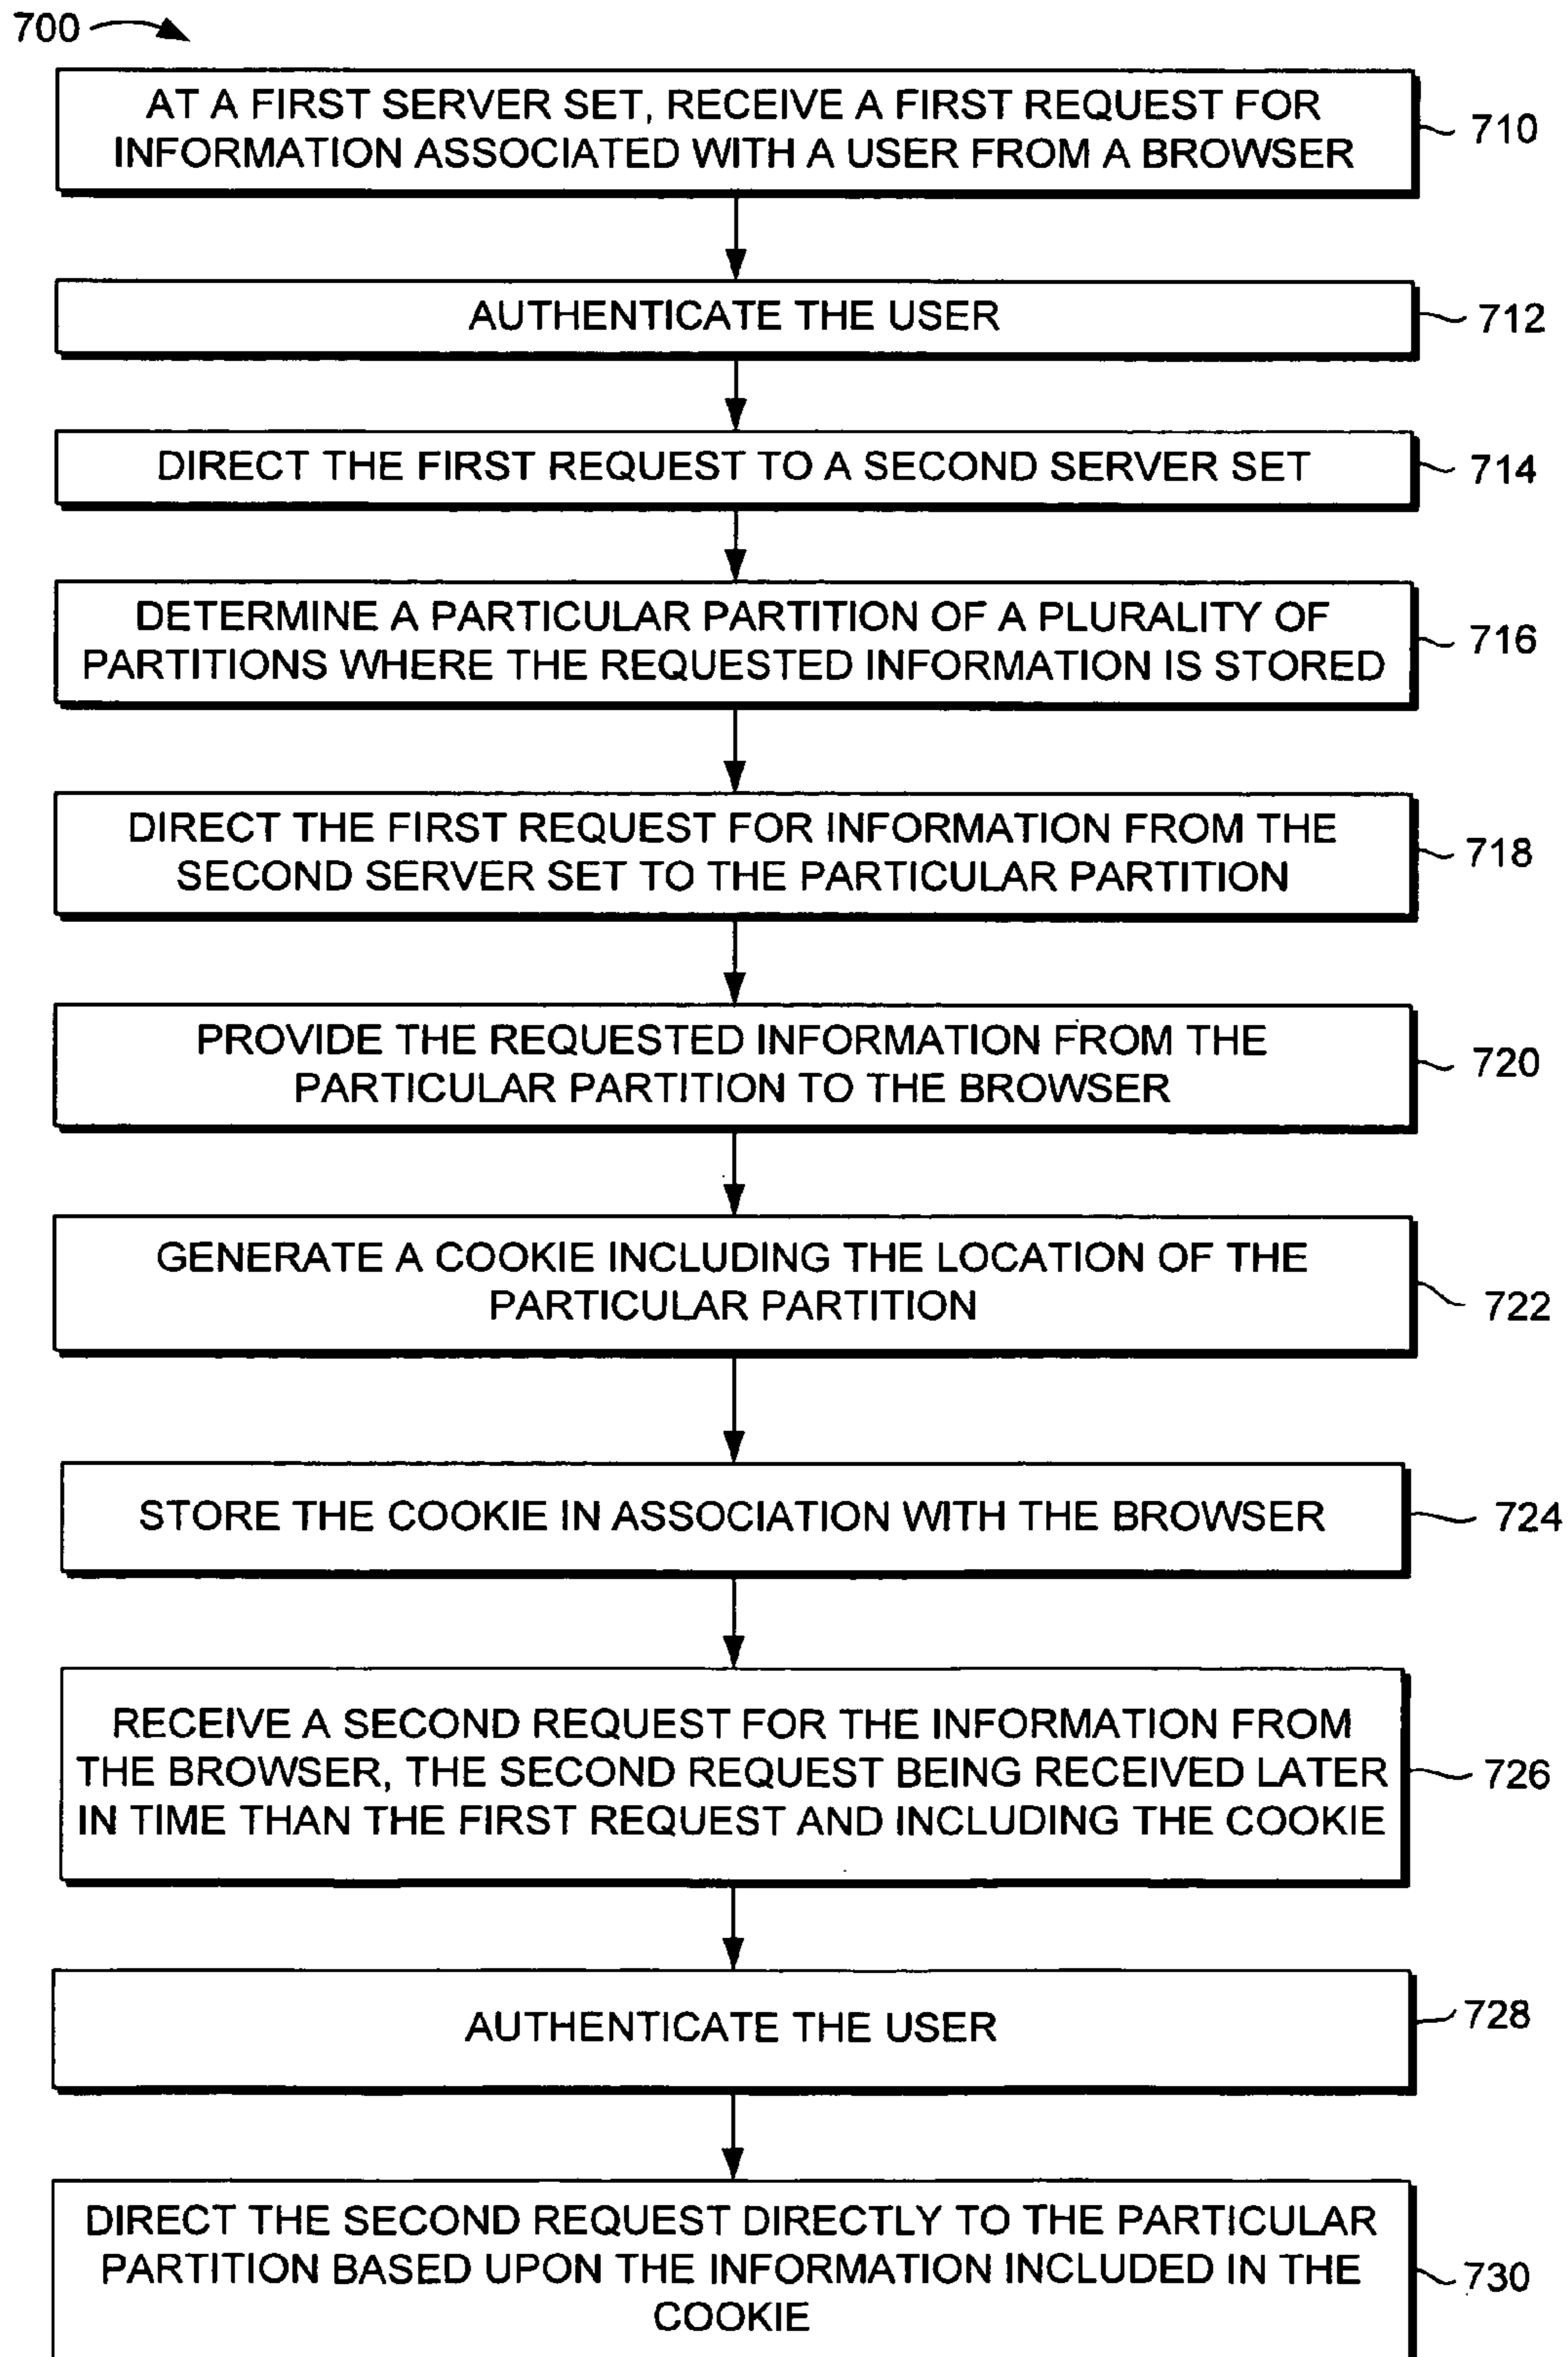 700
AT A FIRST SERVER SET, RECEIVE A FIRST REQUEST FOR
INFORMATION ASSOCIATED WITH A USER FROM A BROWSER
710
AUTHENTICATE THE USER
712
DIRECT THE FIRST REQUEST TO A SECOND SERVER SET
714
DETERMINE A PARTICULAR PARTITION OF A PLURALITY OF
PARTITIONS WHERE THE REQUESTED INFORMATION IS STORED
716
DIRECT THE FIRST REQUEST FOR INFORMATION FROM THE
SECOND SERVER SET TO THE PARTICULAR PARTITION
718
PROVIDE THE REQUESTED INFORMATION FROM THE
PARTICULAR PARTITION TO THE BROWSER
720
GENERATE A COOKIE INCLUDING THE LOCATION OF THE
PARTICULAR PARTITION
722
STORE THE COOKIE IN ASSOCIATION WITH THE BROWSER
724
RECEIVE A SECOND REQUEST FOR THE INFORMATION FROM
THE BROWSER, THE SECOND REQUEST BEING RECEIVED LATER
IN TIME THAN THE FIRST REQUEST AND INCLUDING THE COOKIE
726
AUTHENTICATE THE USER
728
DIRECT THE SECOND REQUEST DIRECTLY TO THE PARTICULAR
PARTITION BASED UPON THE INFORMATION INCLUDED IN THE
COOKIE
730